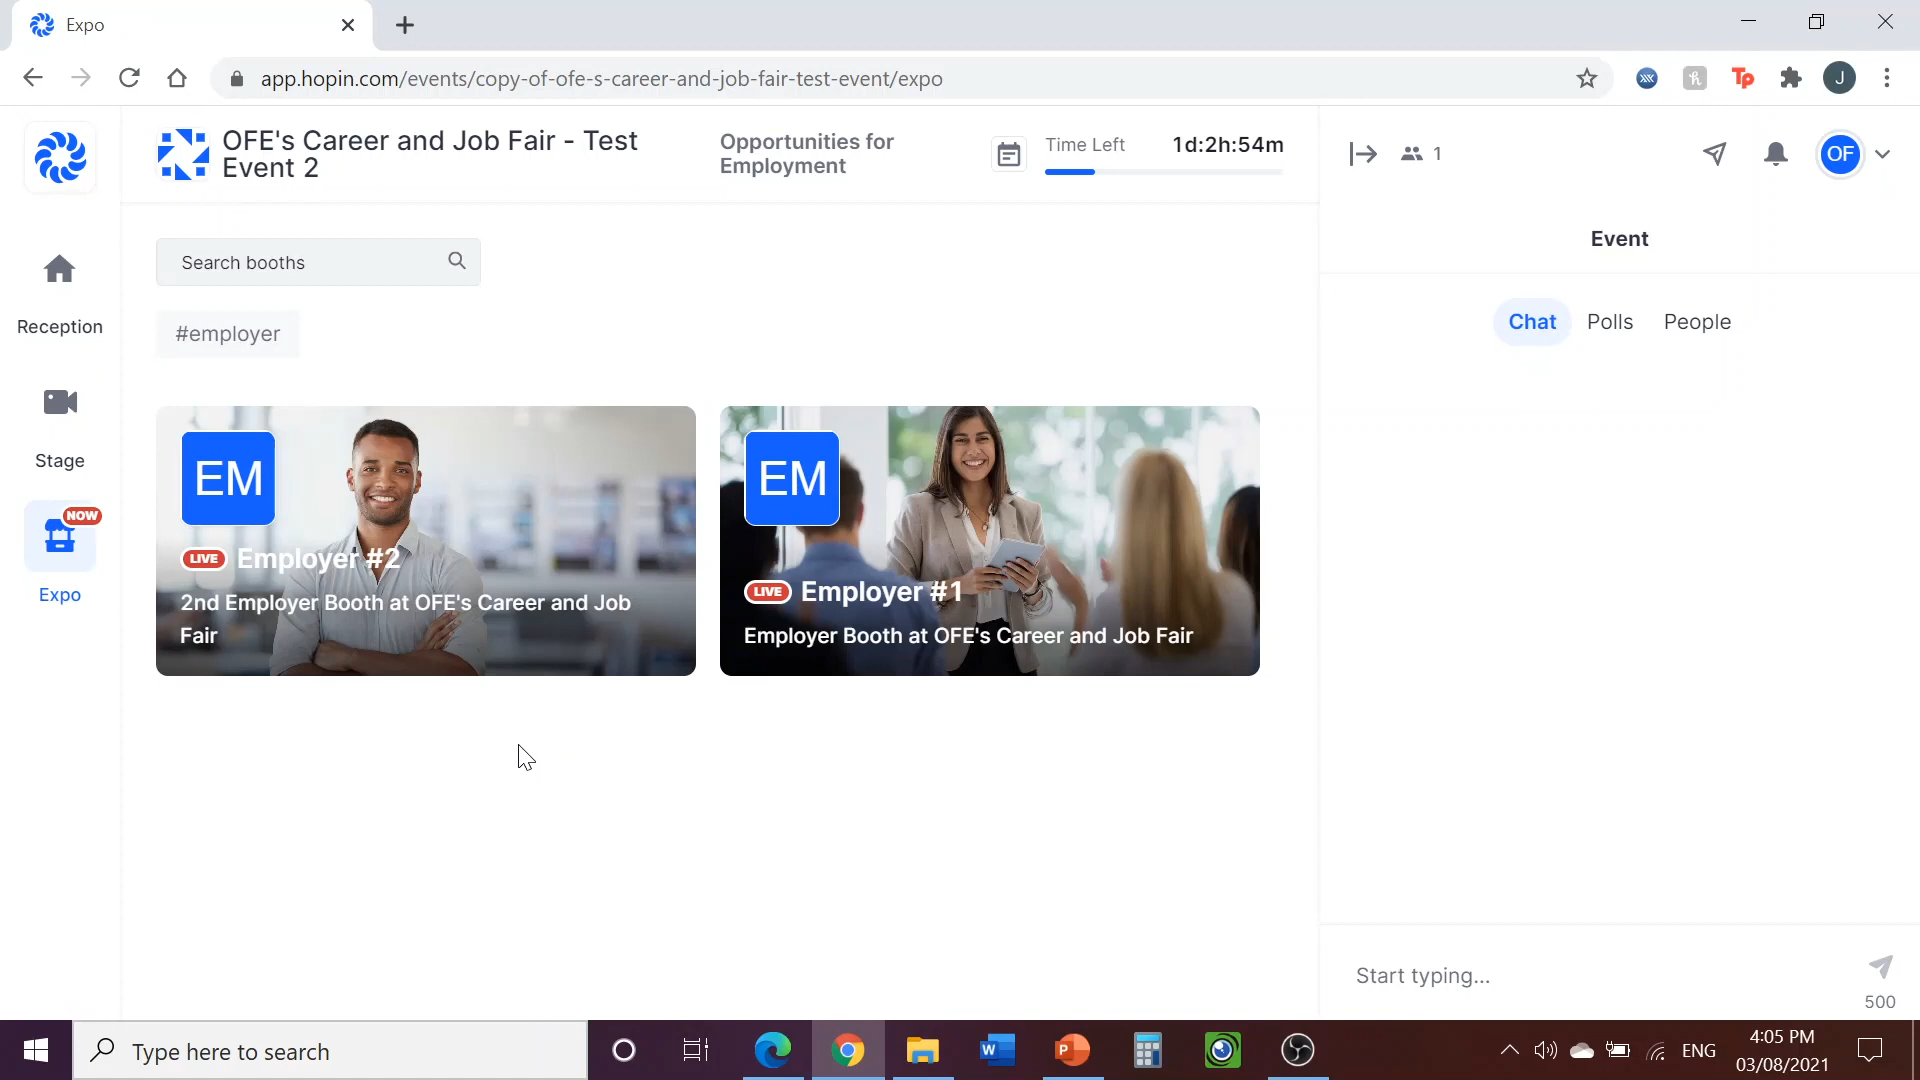 Expo
app.hopin.com/events/copy-of-ofe-s-career-and-job-fair-test-event/expo
J
OFE's Career and Job Fair - Test
Event 2
Opportunities for
Employment
Time Left
1d:2h:54m
1
OF
Reception
Stage
NOW
Expo
Search booths
#employer
EM
LIVE Employer #2
2nd Employer Booth at OFE's Career and Job
Fair
EM
LIVE Employer #1
Employer Booth at OFE's Career and Job Fair
Event
Chat Polls People
Start typing...
500
Type here to search
ENG
4:05 PM
03/08/2021